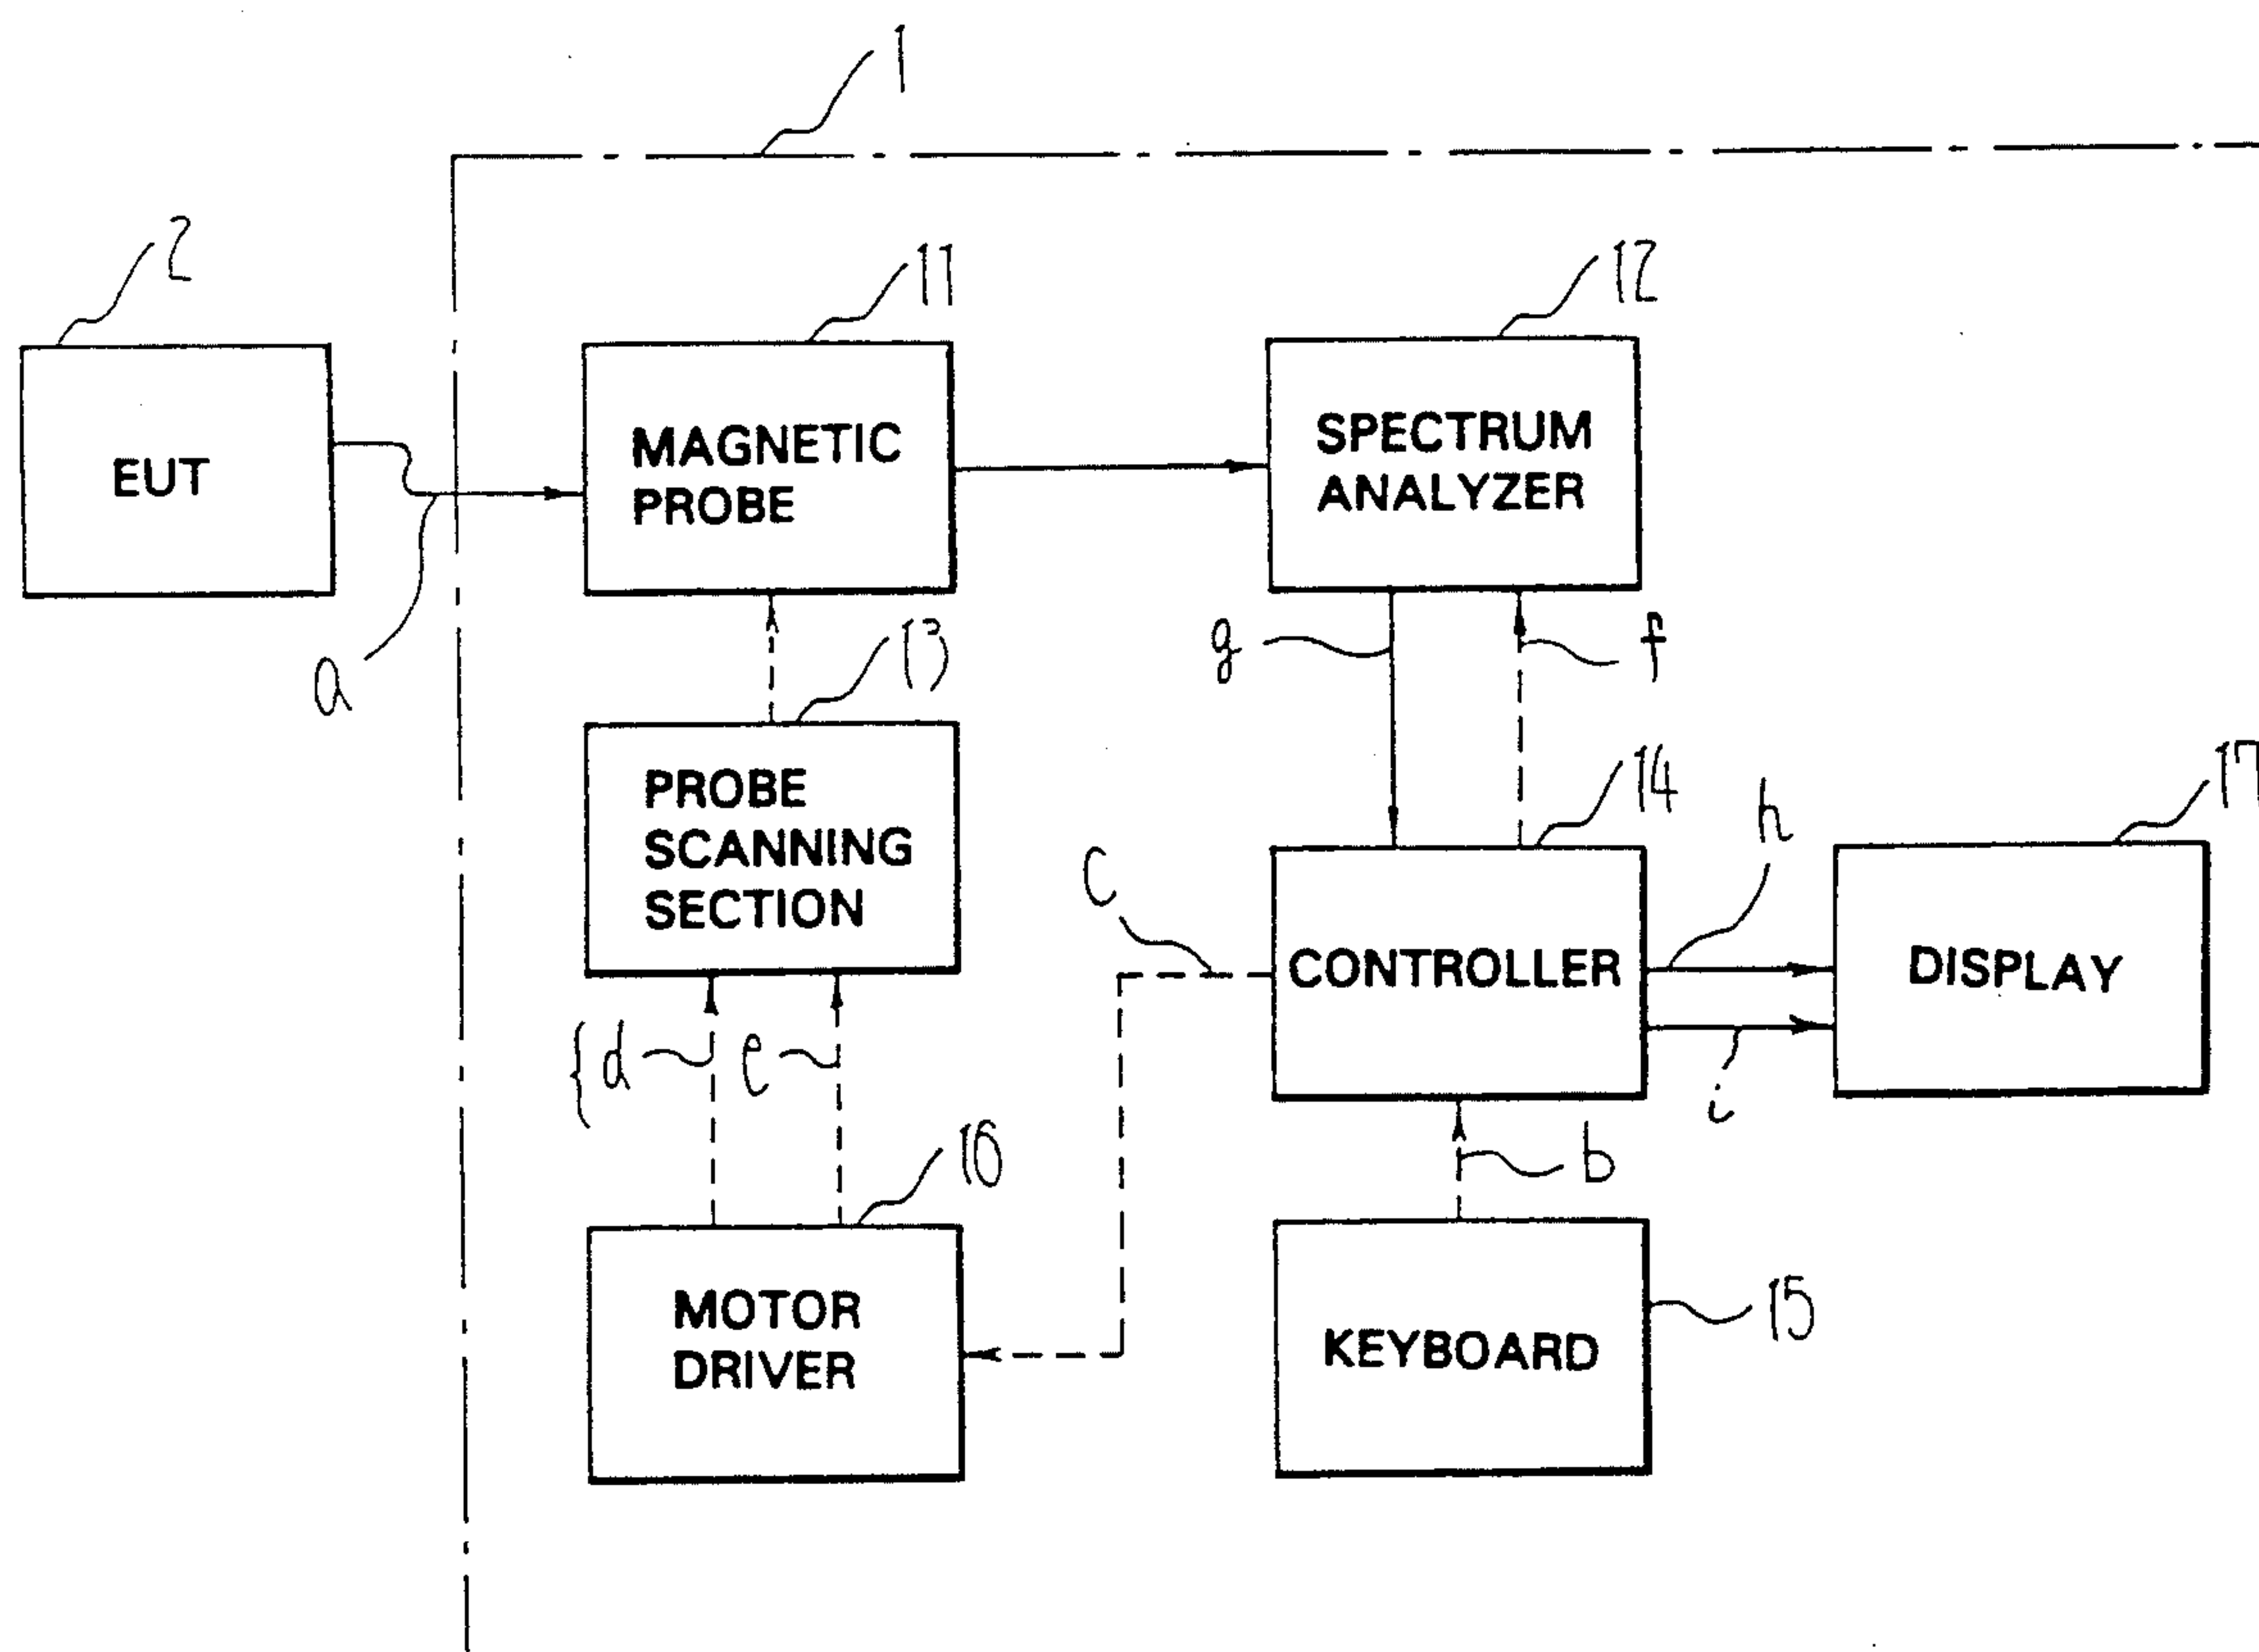 1
2
11
12
EUT
MAGNETIC
PROBE
SPECTRUM
ANALYZER
a
13
g
f
PROBE
SCANNING
SECTION
14
h
17
C
CONTROLLER
DISPLAY
{d
e
i
b
16
MOTOR
DRIVER
KEYBOARD
15